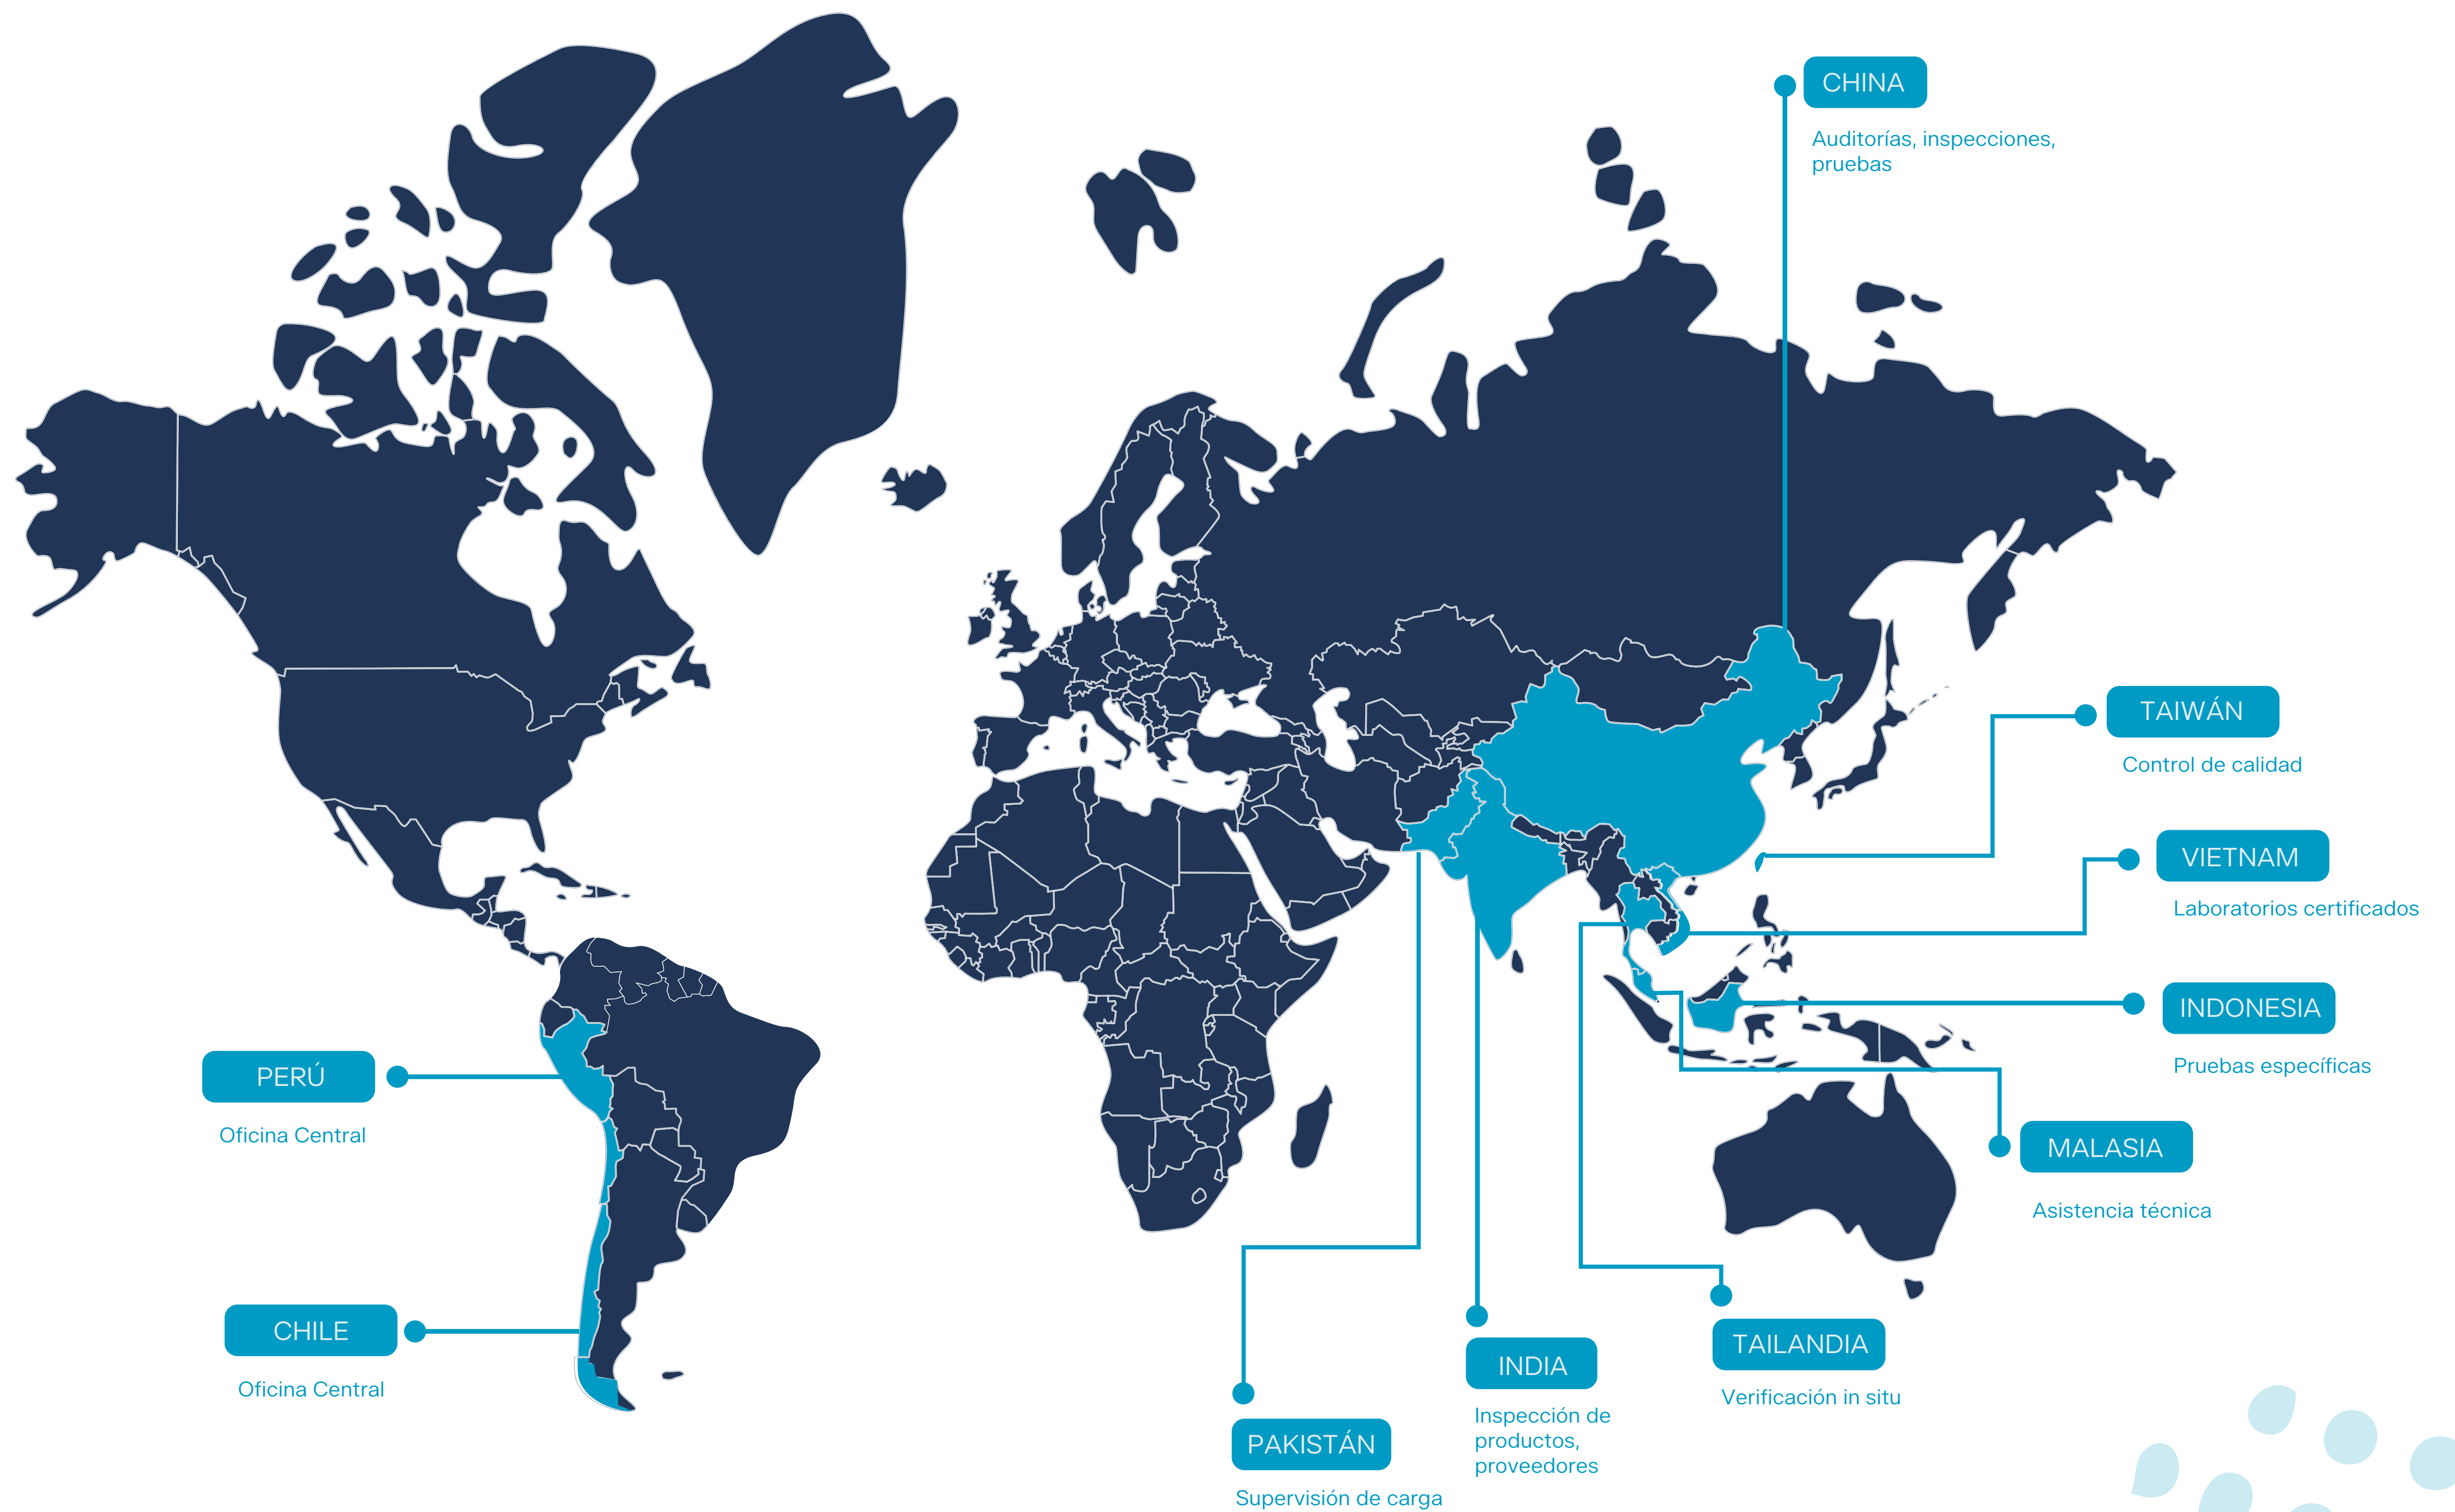 CHINA
Auditorías, inspecciones,
pruebas
TAIWÁN
Control de calidad
VIETNAM
Laboratorios certificados
INDONESIA
Pruebas específicas
PERÚ
Oficina Central
MALASIA
Asistencia técnica
CHILE
Oficina Central
TAILANDIA
Verificación in situ
INDIA
Inspección de
productos,
proveedores
PAKISTÁN
Supervisión de carga